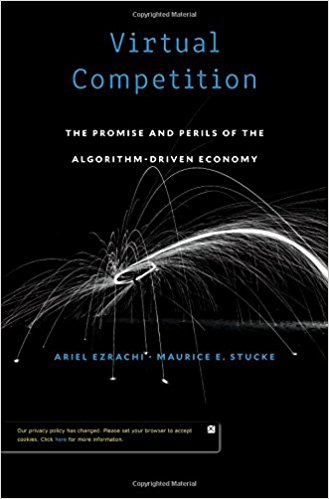 Copyrighted Material
Virtual
Competition
THE PROMISE AND PERILS OF THE
ALGORITHM-DRIVEN ECONOMY
ARIEL EZRACHI · MAURICE E. STUCKE
Our privacy policy has changed. Please set your browser to accept
cookies. Click here for more information.
X
Copyrighted Material